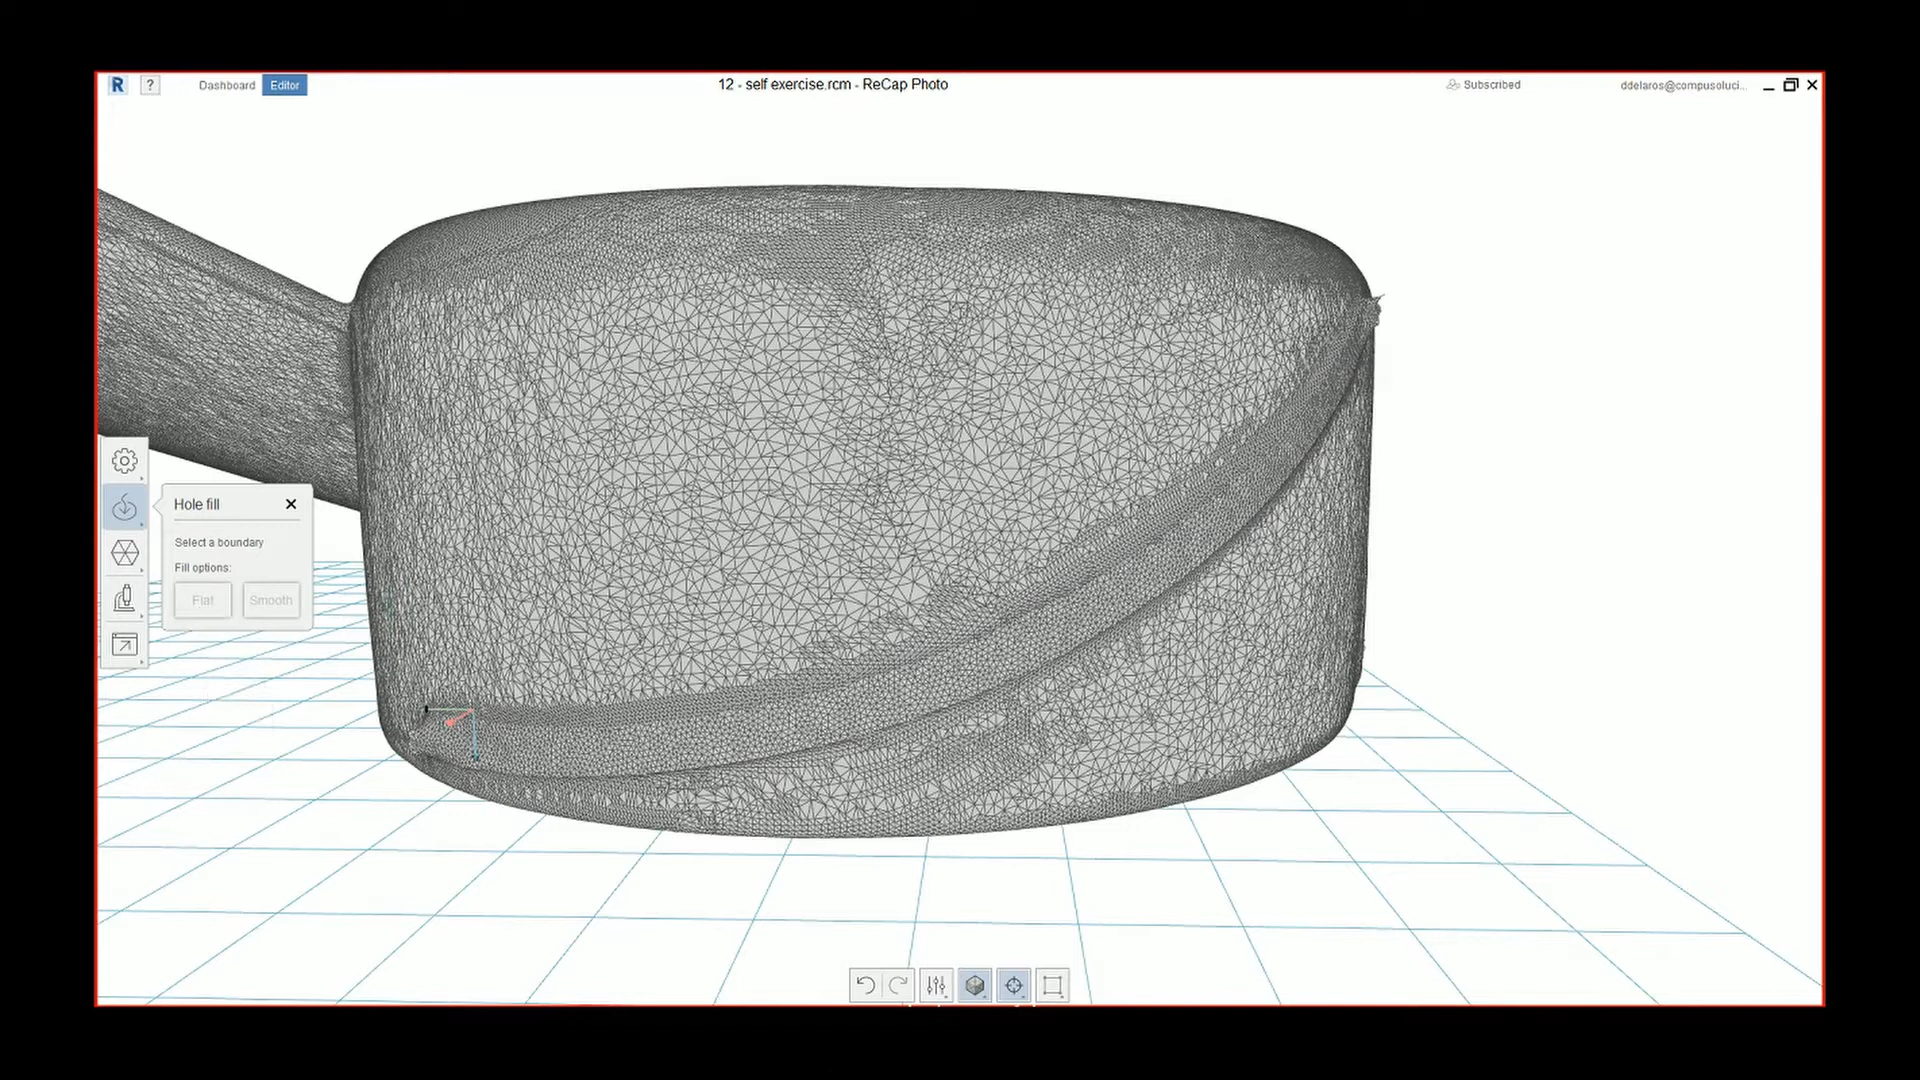 R ? Dashboard Editor 12 - self exercise.rcm - ReCap Photo Subscribed ddelaros@compusoluci...
Hole fill
Select a boundary
Fill options:
Flat Smooth